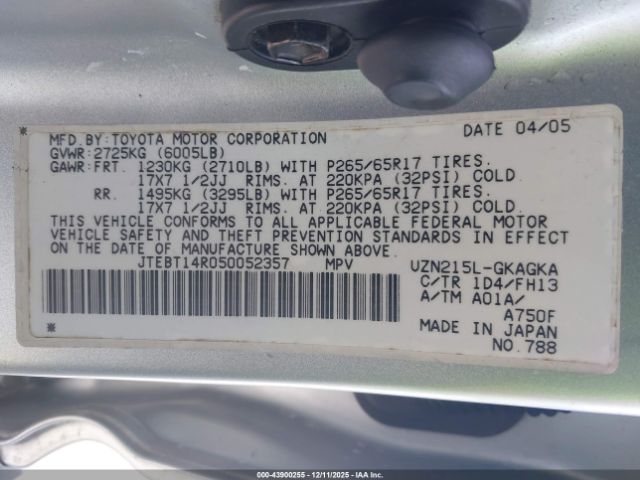 MFD.BY:TOYOTA MOTOR CORPORATION DATE 04/05
GVWR:2725KG (6005LB)
GAWR:FRT. 1230KG (2710LB) WITH P265/65R17 TIRES.
17X7 1/2JJ RIMS. AT 220KPA (32PSI) COLD.
RR. 1495KG (3295LB) WITH P265/65R17 TIRES.
17X7 1/2JJ RIMS. AT 220KPA (32PSI) COLD.
THIS VEHICLE CONFORMS TO ALL APPLICABLE FEDERAL MOTOR
VEHICLE SAFETY AND THEFT PREVENTION STANDARDS IN EFFECT
ON THE DATE OF MANUFACTURE SHOWN ABOVE.
JTEBT14R050052357 MPV UZN215L-GKAGKA
C/TR 1D4/FH13
A/TM A01A/
A750F
MADE IN JAPAN
NO.788
000-43900255 - 12/11/2025 - IAA Inc.